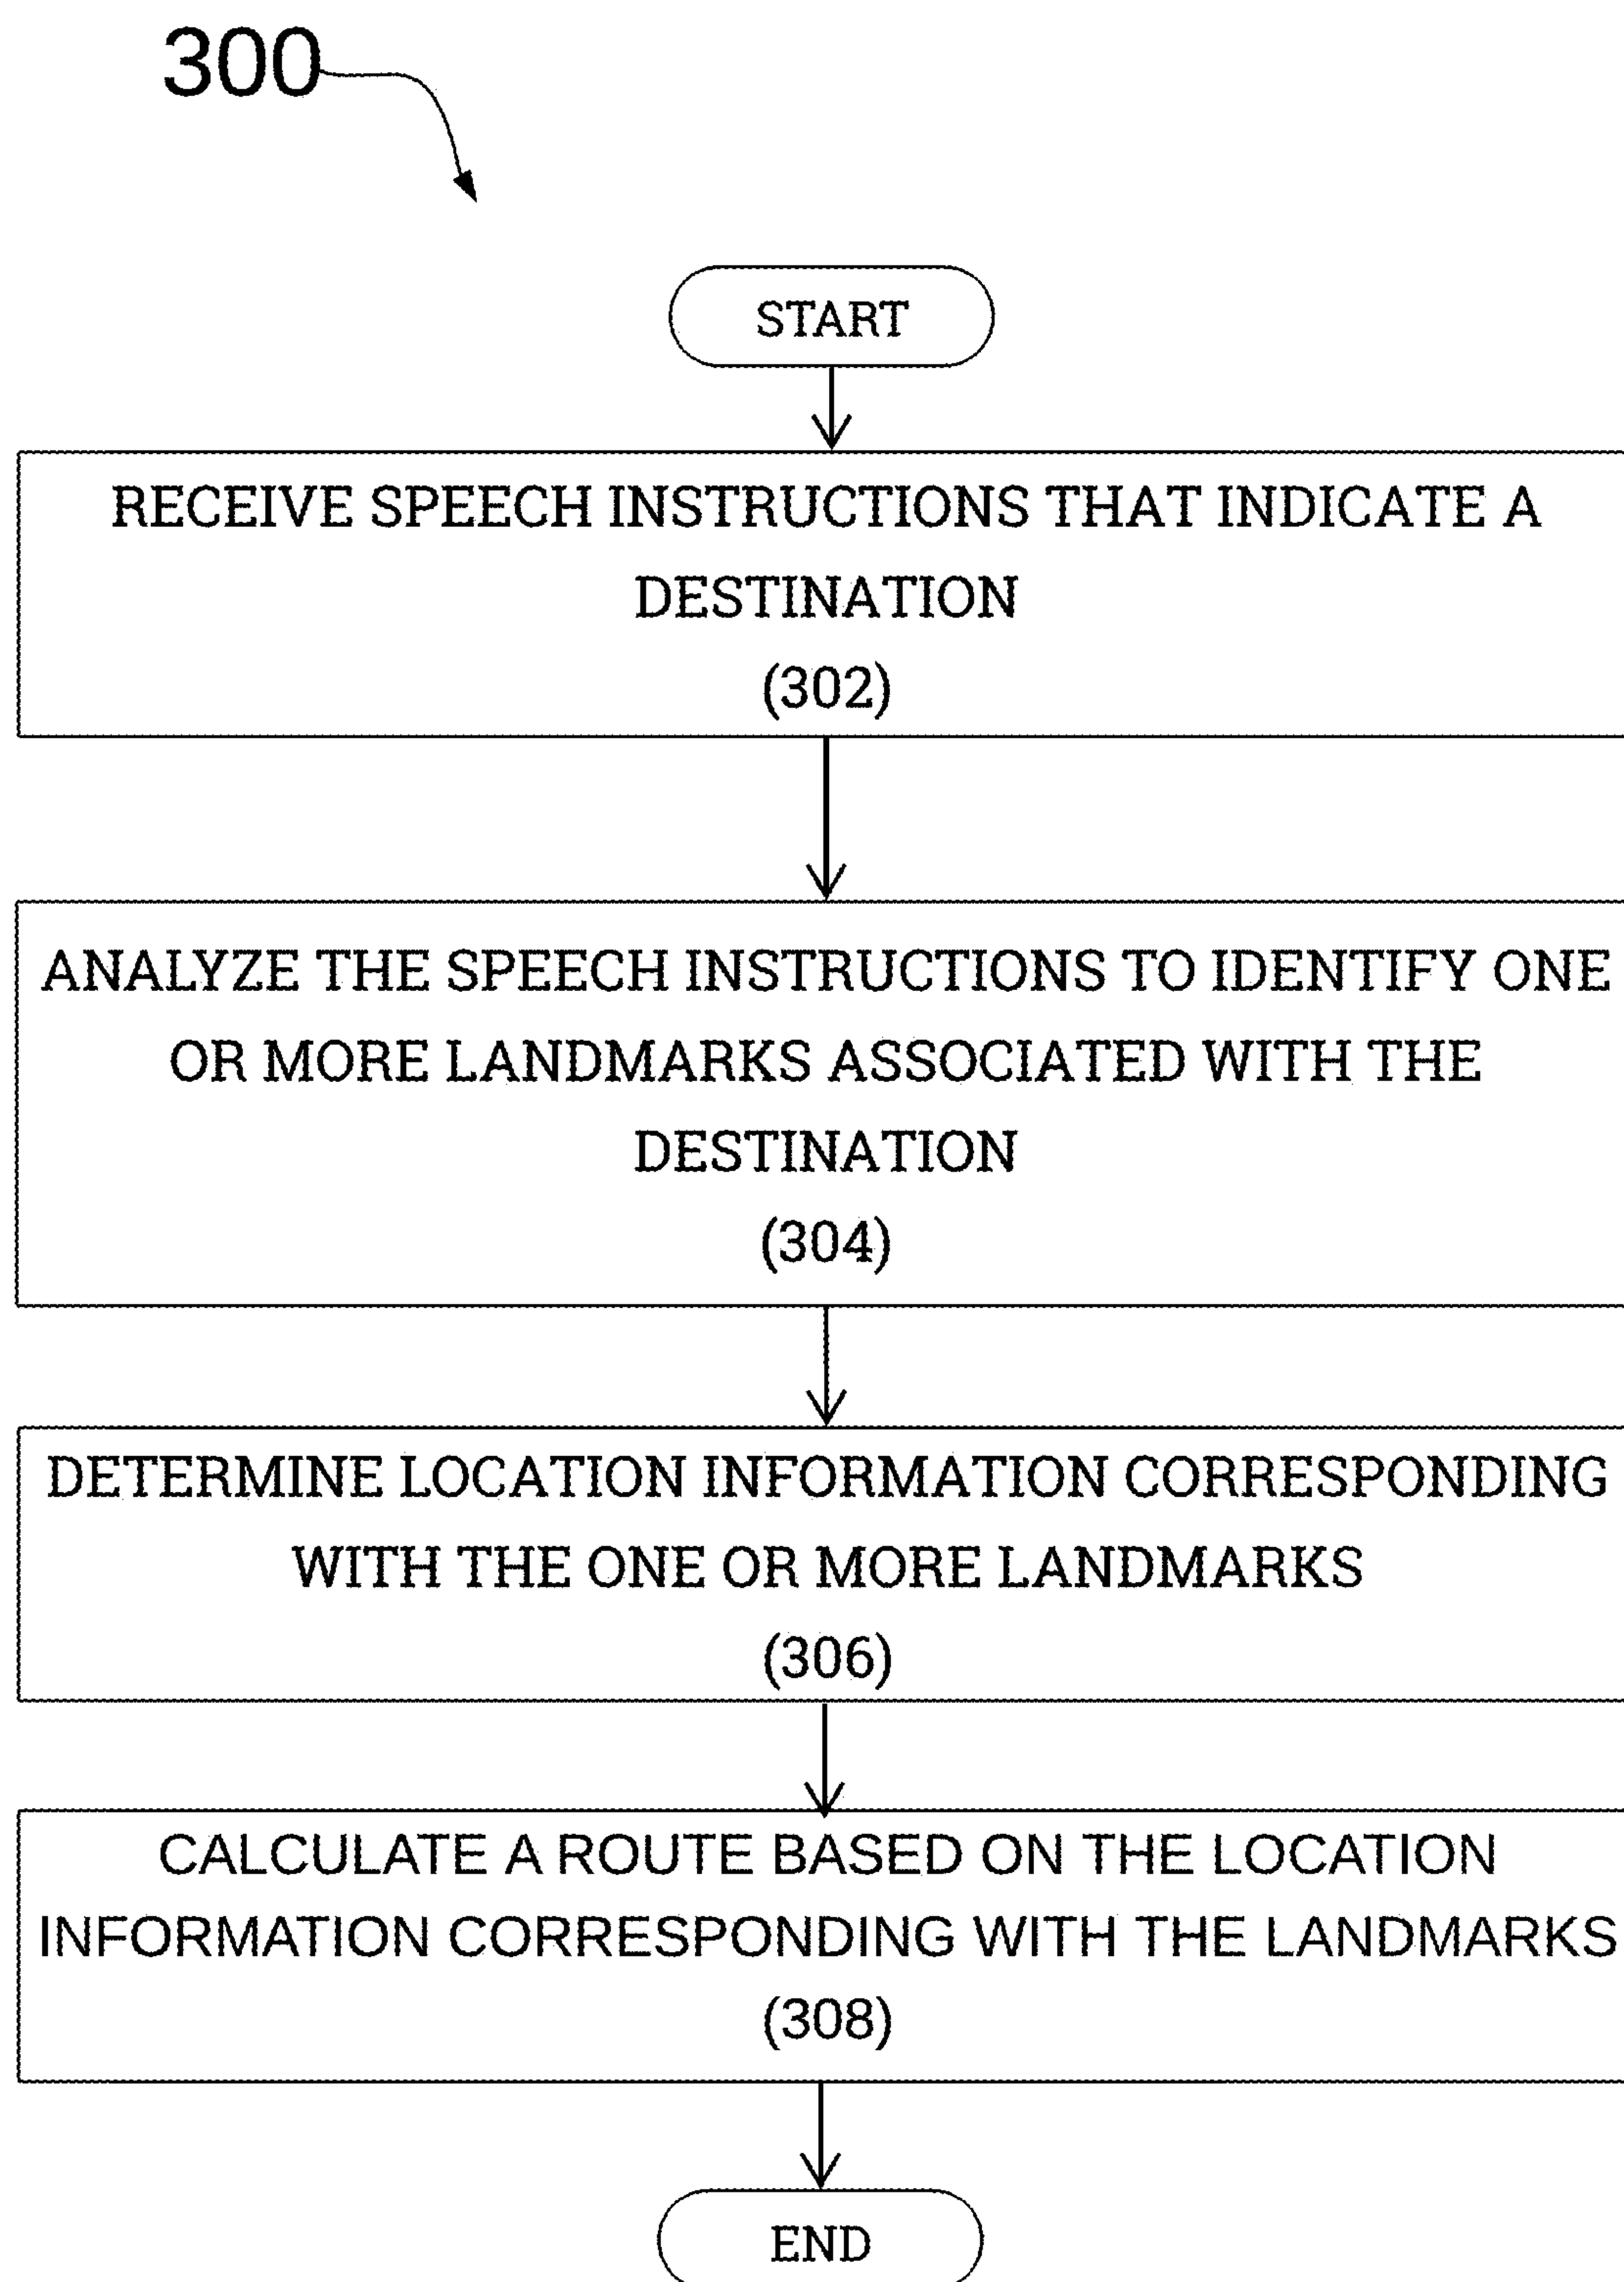 300
START
RECEIVE SPEECH INSTRUCTIONS THAT INDICATE A
DESTINATION
(302)
ANALYZE THE SPEECH INSTRUCTIONS TO IDENTIFY ONE
OR MORE LANDMARKS ASSOCIATED WITH THE
DESTINATION
(304)
DETERMINE LOCATION INFORMATION CORRESPONDING
WITH THE ONE OR MORE LANDMARKS
(306)
CALCULATE A ROUTE BASED ON THE LOCATION
INFORMATION CORRESPONDING WITH THE LANDMARKS
(308)
END